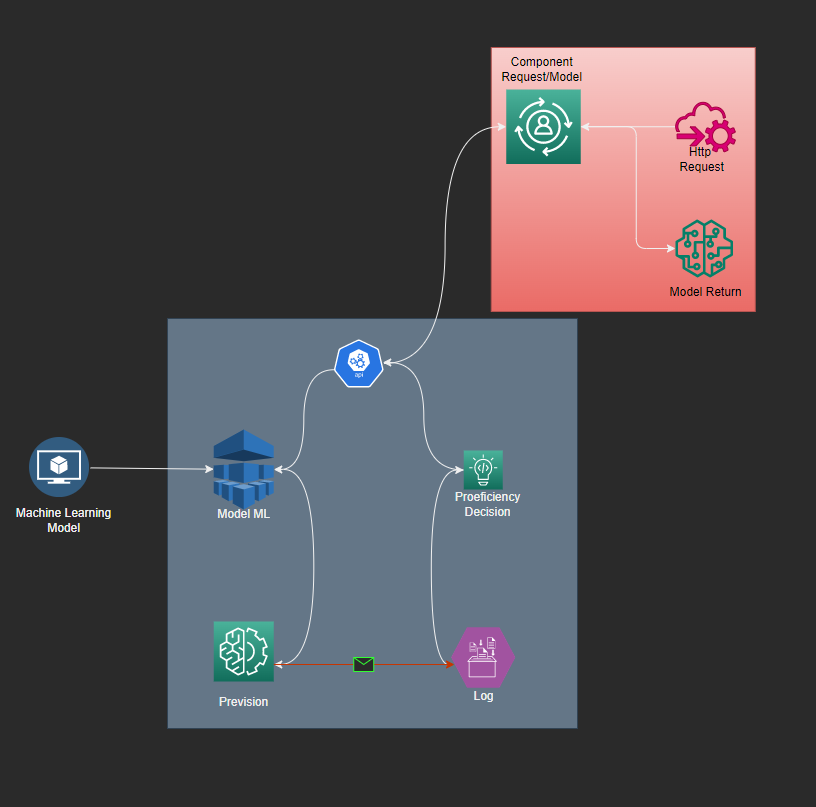 Component
Request/Model
Http
Request
Model Return
api
Machine Learning
Model
Model ML
Proeficiency
Decision
Prevision
Log